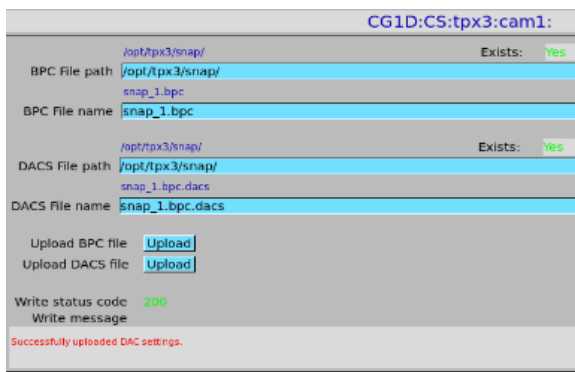 CG1D:CS:tpx3:cam1:
/opt/tpx3/snap/ Exists: Yes
BPC File path /opt/tpx3/snap/
snap_1.bpc
BPC File name snap_1.bpc
/opt/tpx3/snap/ Exists: Yes
DACS File path /opt/tpx3/snap/
snap_1.bpc.dacs
DACS File name snap_1.bpc.dacs
Upload BPC file Upload
Upload DACS file Upload
Write status code 200
Write message
Successfully uploaded DAC settings.